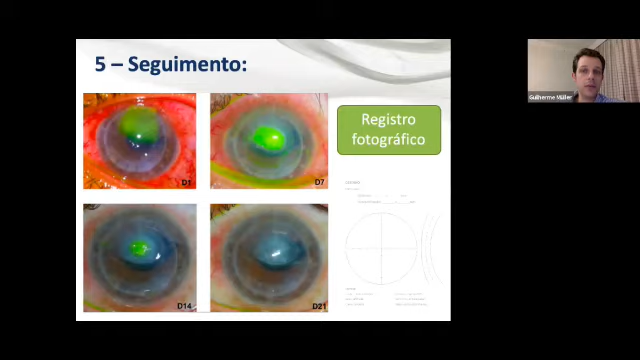 5 – Seguimento:
Registro
fotográfico
D1
D7
D14
D21
Guilherme Müller